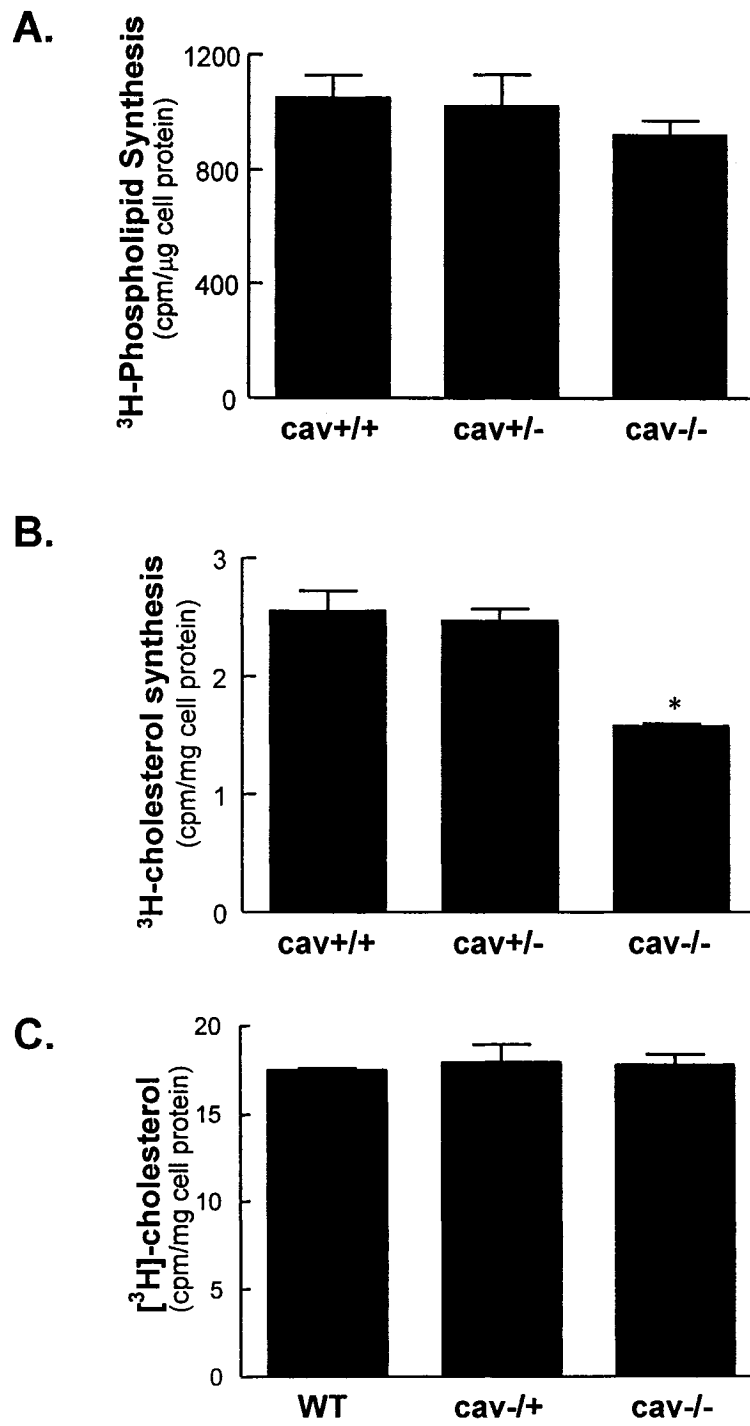 A.
³H-Phospholipid Synthesis
(cpm/μg cell protein)
1200
800
400
0
cav+/+ cav+/- cav-/-
B.
³H-cholesterol synthesis
(cpm/mg cell protein)
3
2
1
0
*
cav+/+ cav+/- cav-/-
C.
[³H]-cholesterol
(cpm/mg cell protein)
20
15
10
5
0
WT cav-/+ cav-/-